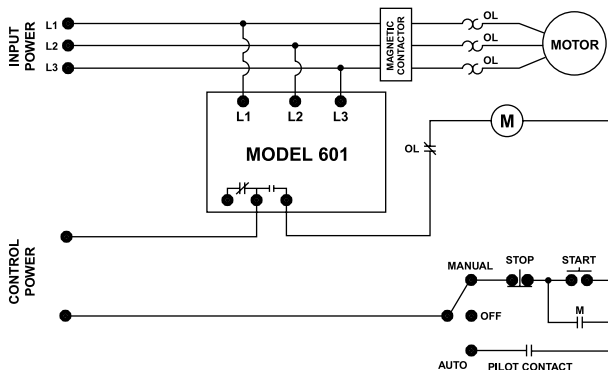 INPUT
POWER
L1
L2
L3
MAGNETIC
CONTACTOR
OL
OL
OL
MOTOR
L1 L2 L3
MODEL 601
OL
M
CONTROL
POWER
MANUAL
STOP
START
OFF
M
AUTO
PILOT CONTACT